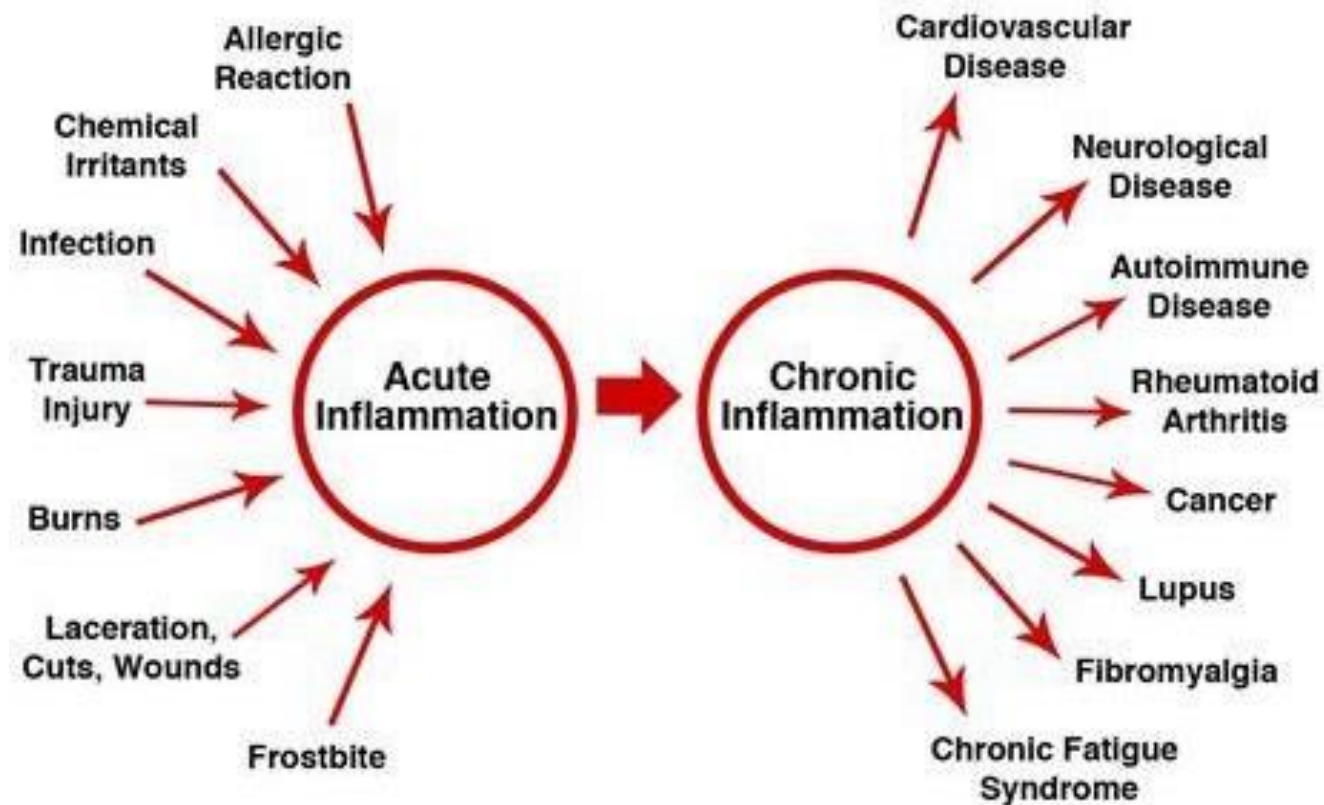 Allergic
Reaction
Chemical
Irritants
Infection
Trauma
Injury
Burns
Laceration,
Cuts, Wounds
Frostbite
Acute
Inflammation
Chronic
Inflammation
Cardiovascular
Disease
Neurological
Disease
Autoimmune
Disease
Rheumatoid
Arthritis
Cancer
Lupus
Fibromyalgia
Chronic Fatigue
Syndrome